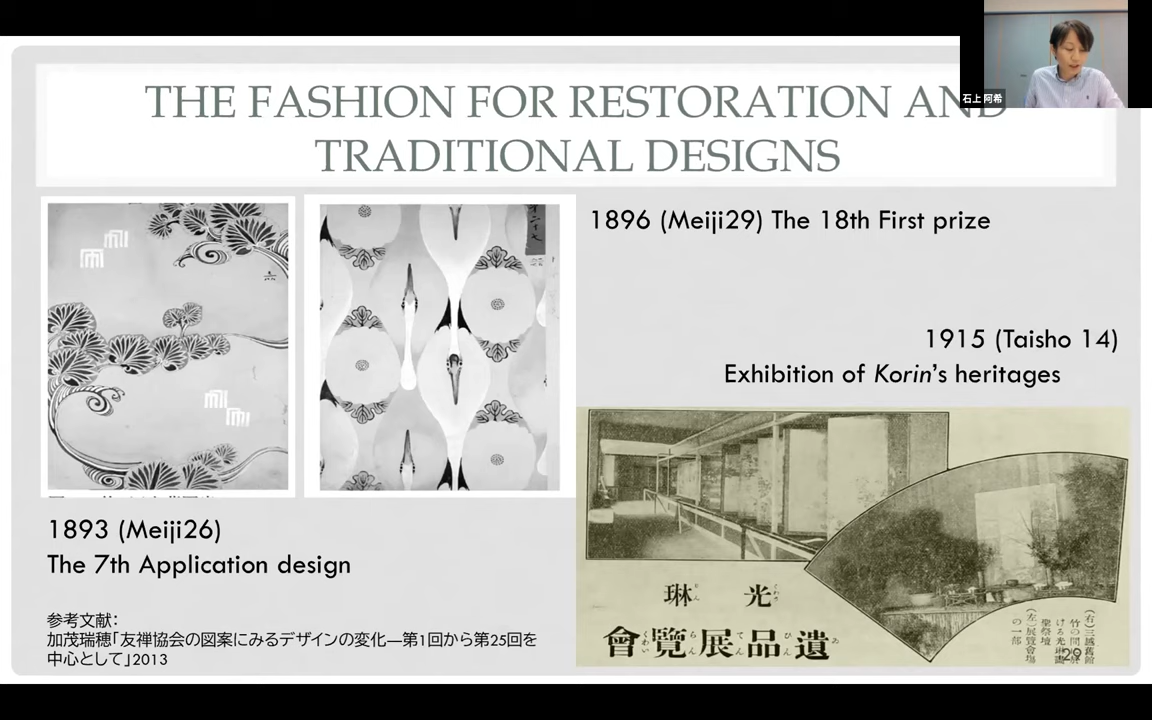 THE FASHION FOR RESTORATION AND
TRADITIONAL DESIGNS
石上 阿希
1896 (Meiji29) The 18th First prize
1915 (Taisho 14)
Exhibition of Korin's heritages
1893 (Meiji26)
The 7th Application design
参考文献:
加茂瑞穂「友禅協会の図案にみるデザインの変化―第1回から第25回を
中心として」2013
琳 光
會覽展品遺
29